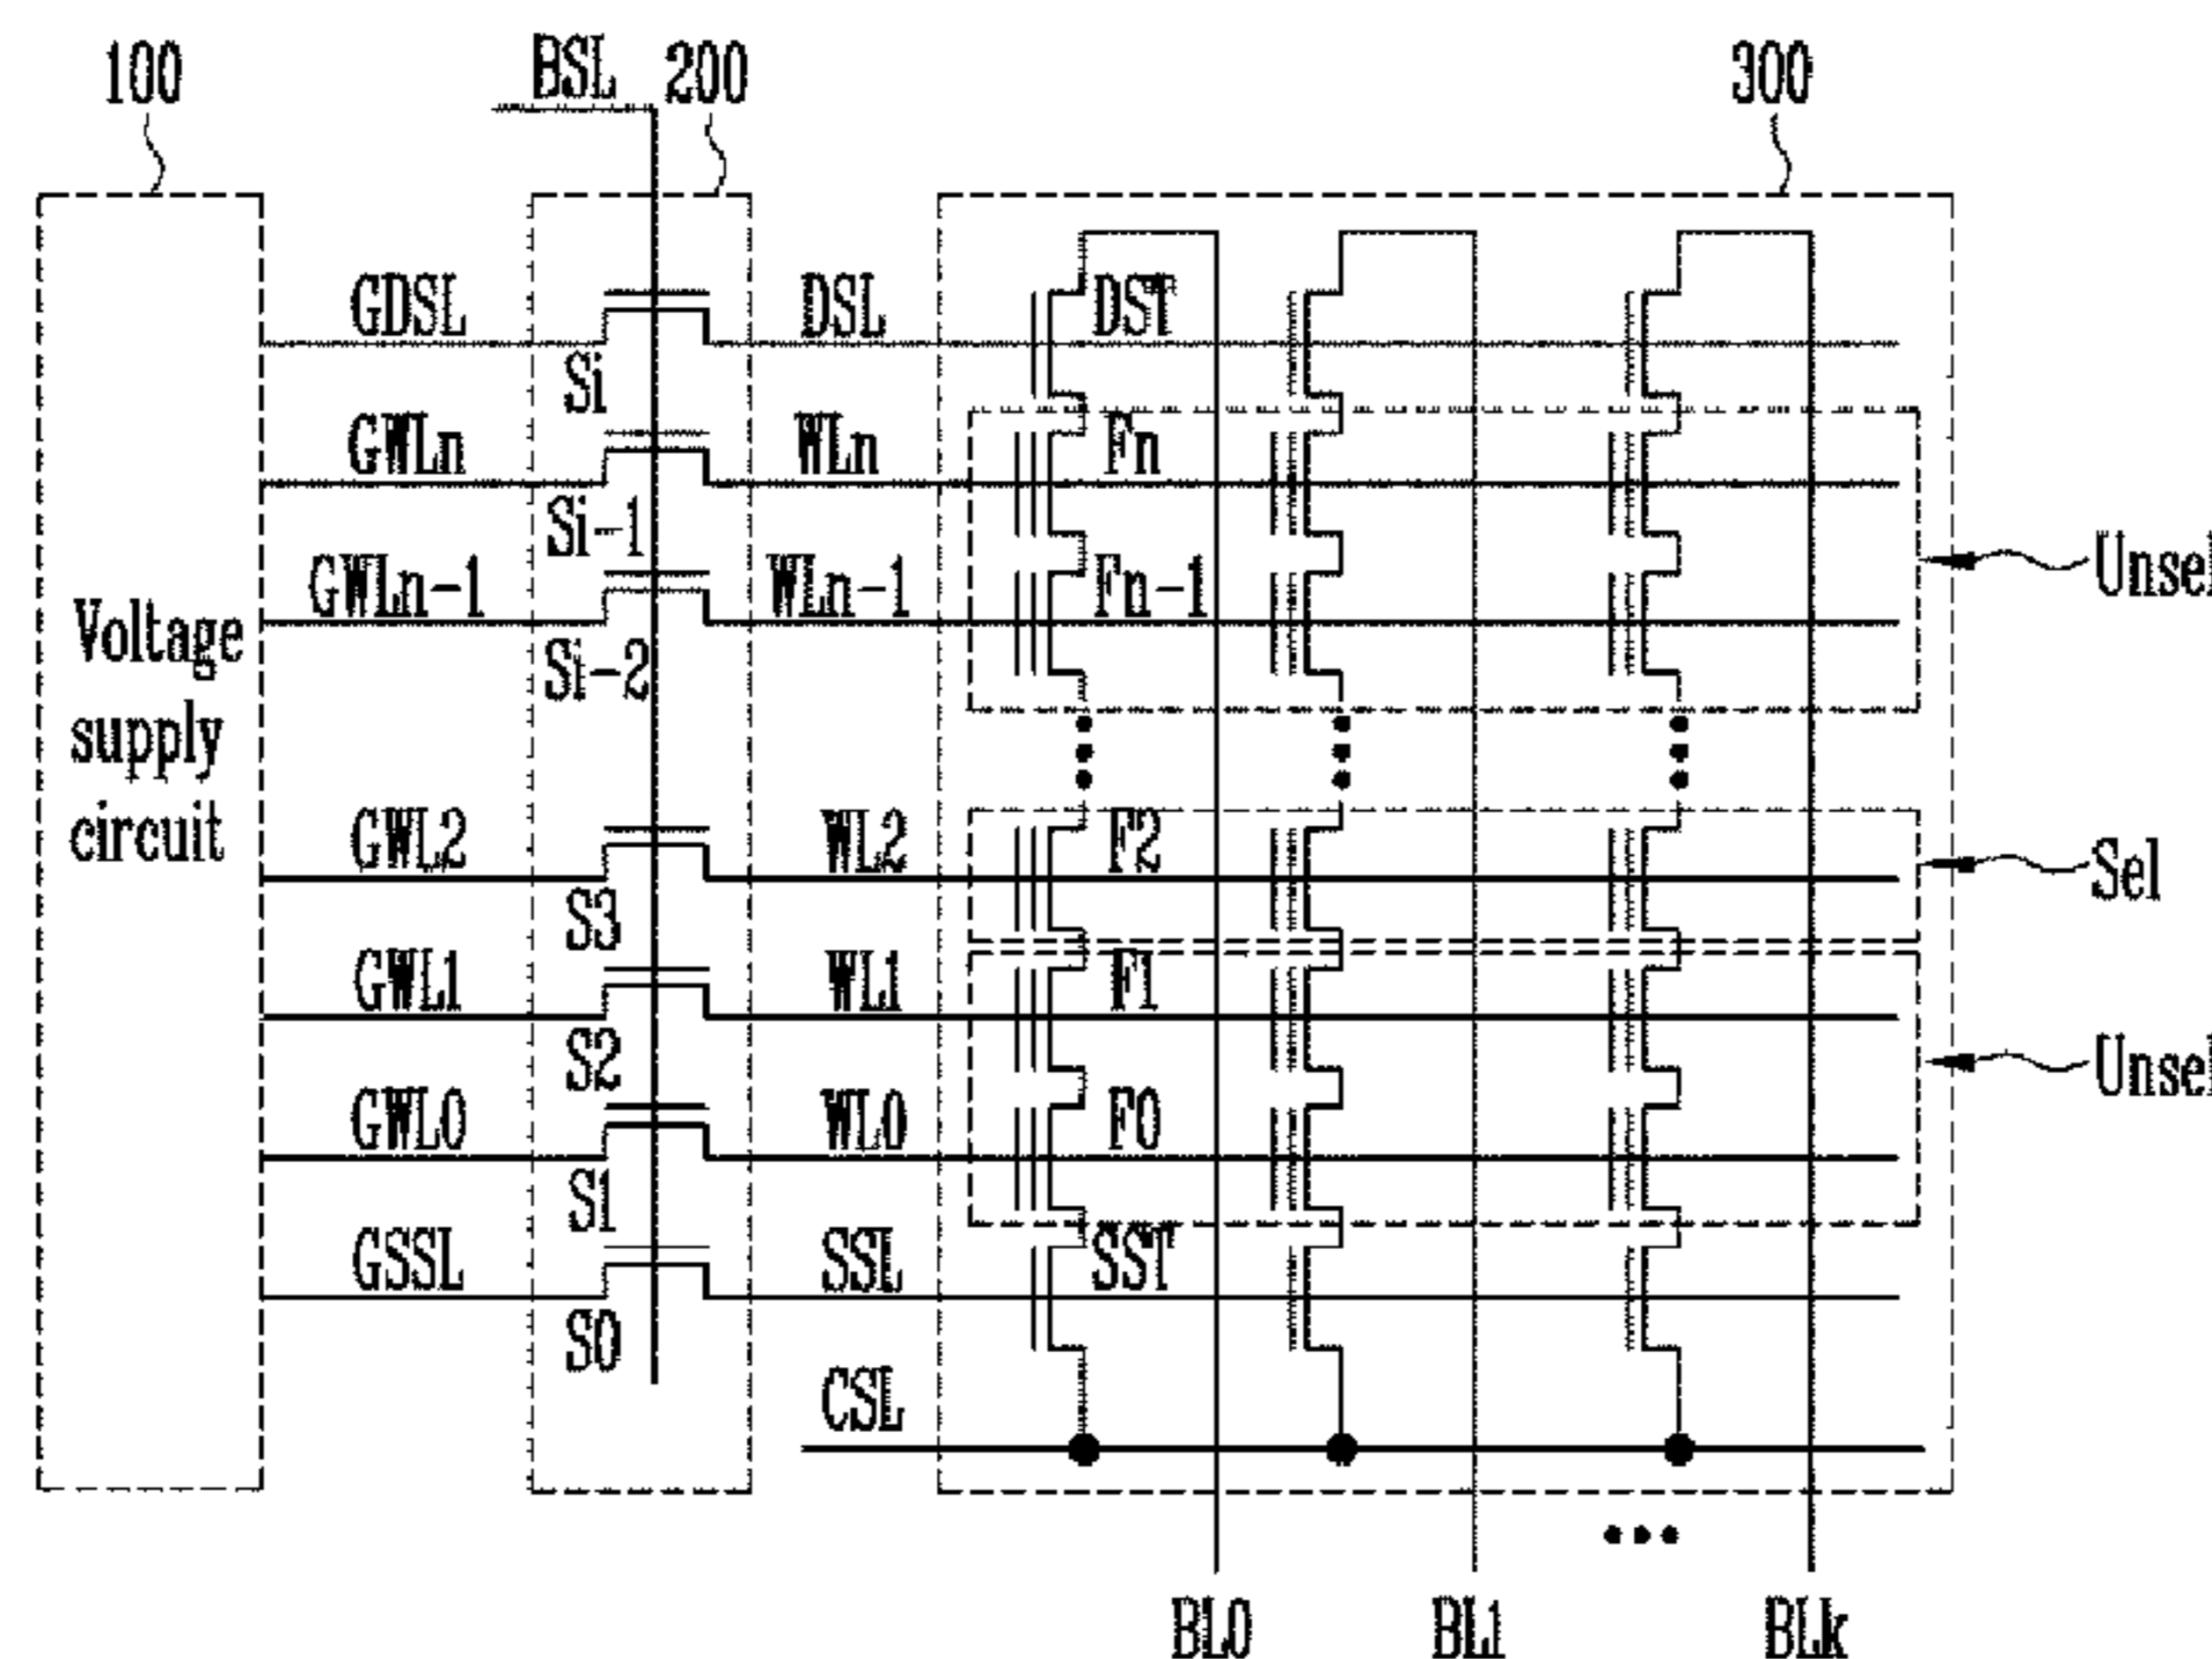 100 BSL 200 300
GDSL DSL DST
Si
GWLn WLn Fn
Si-1
GWLn-1 WLn-1 Fn-1 Unsel
Si-2
Voltage
supply
circuit
GWL2 WL2 F2 Sel
S3
GWL1 WL1 F1
S2
Unsel
GWL0 WL0 F0
S1
GSSL SSL SST
S0
CSL
BL0 BL1 BLk